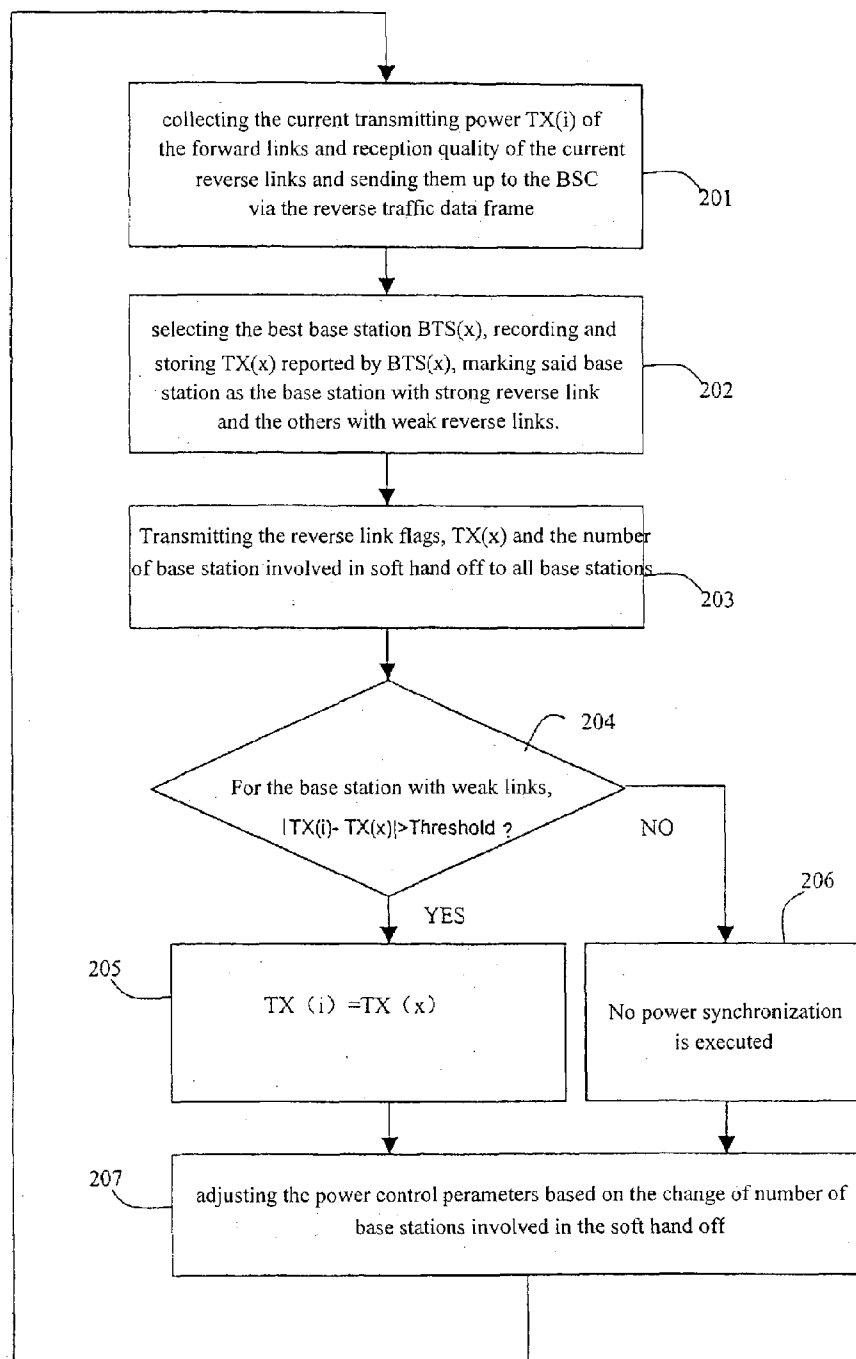 collecting the current transmitting power TX(i) of
the forward links and reception quality of the current
reverse links and sending them up to the BSC
via the reverse traffic data frame
201
selecting the best base station BTS(x), recording and
storing TX(x) reported by BTS(x), marking said base
station as the base station with strong reverse link
and the others with weak reverse links.
202
Transmitting the reverse link flags, TX(x) and the number
of base station involved in soft hand off to all base stations
203
204
For the base station with weak links,
|TX(i)- TX(x)|>Threshold ?
NO
YES
206
205
TX (i) =TX (x)
No power synchronization
is executed
207
adjusting the power control perameters based on the change of number of
base stations involved in the soft hand off